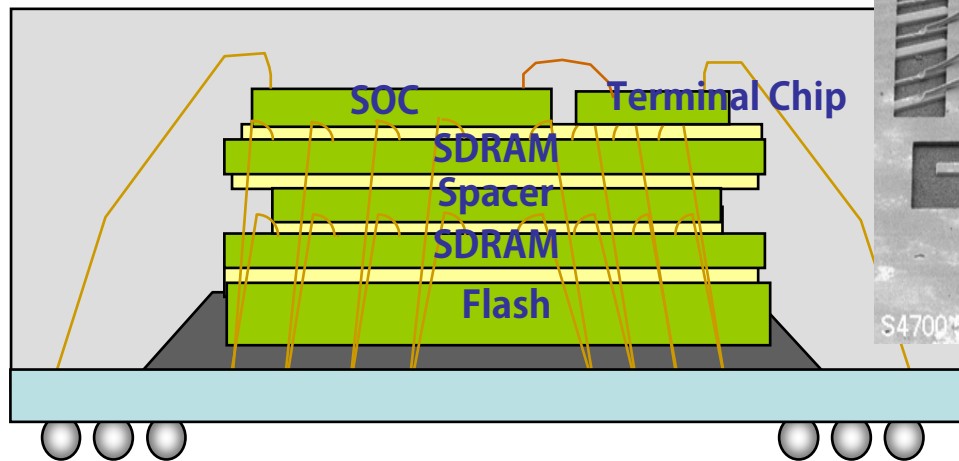 SOC
Terminal Chip
SDRAM
Spacer
SDRAM
Flash
S4700